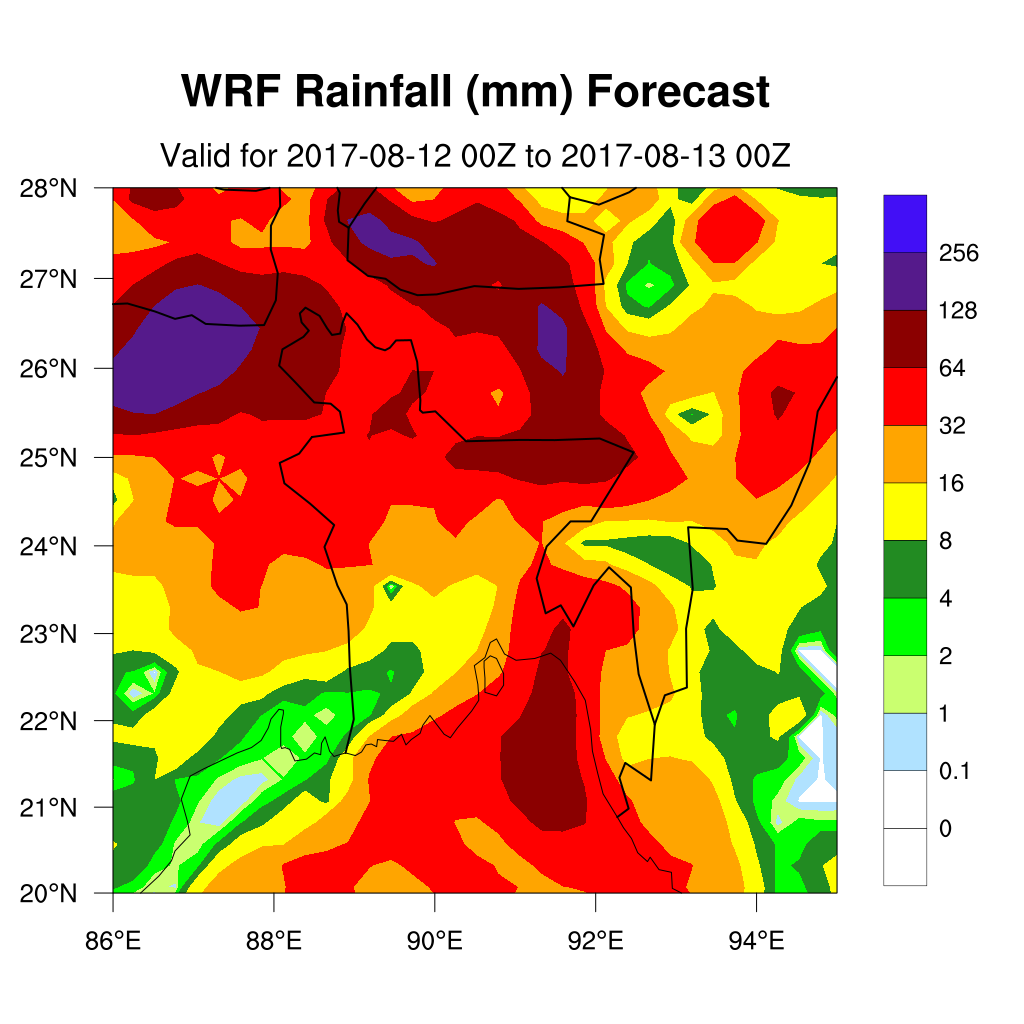 WRF Rainfall (mm) Forecast
Valid for 2017-08-12 00Z to 2017-08-13 00Z
28°N
27°N
26°N
25°N
24°N
23°N
22°N
21°N
20°N
86°E 88°E 90°E 92°E 94°E
256
128
64
32
16
8
4
2
1
0.1
0